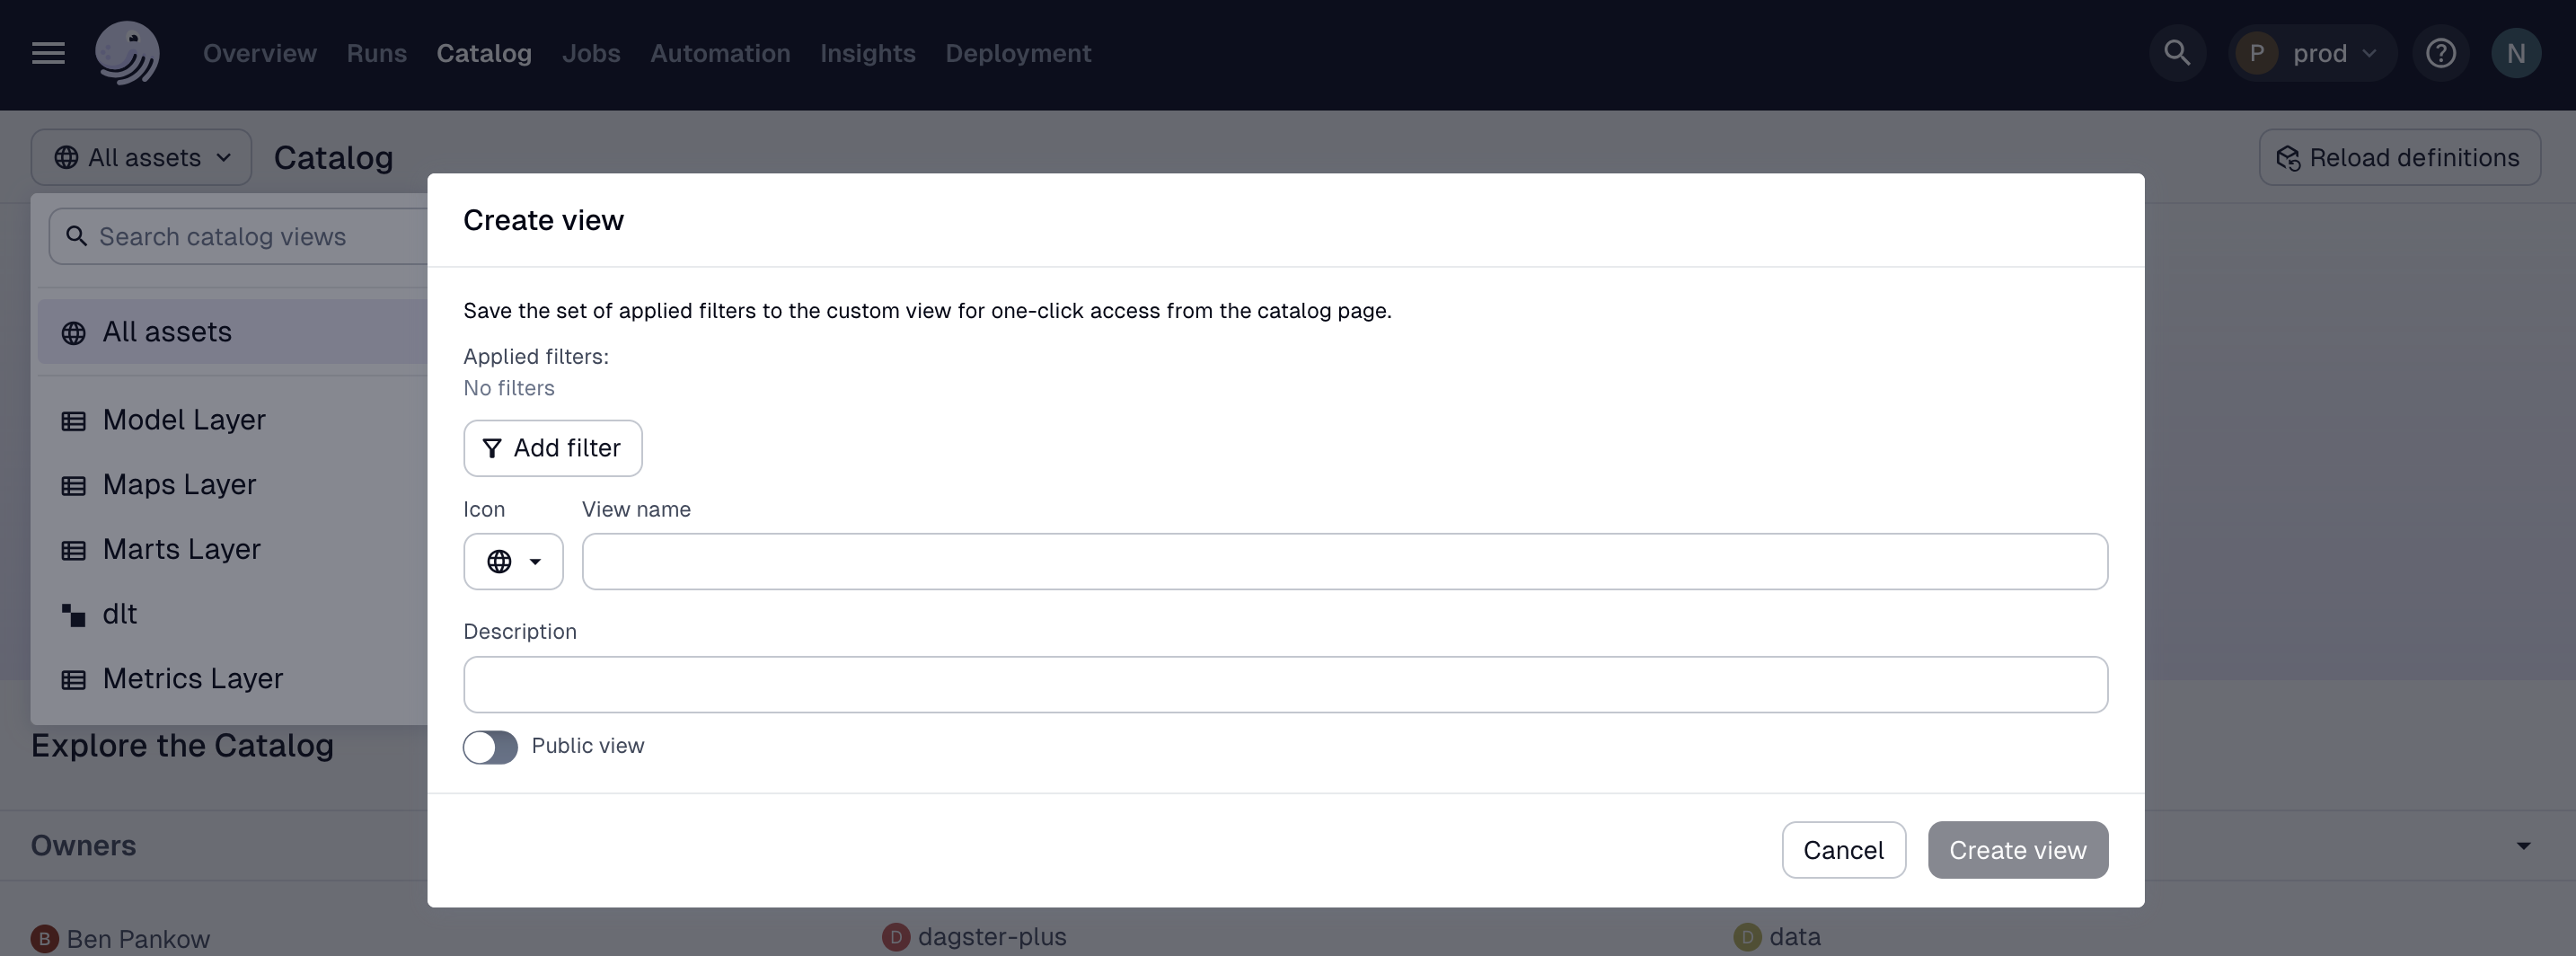 Overview Runs Catalog Jobs Automation Insights Deployment P prod N
All assets Catalog Reload definitions
Search catalog views
All assets
Model Layer
Maps Layer
Marts Layer
dlt
Metrics Layer
Create view
Save the set of applied filters to the custom view for one-click access from the catalog page.
Applied filters:
No filters
Add filter
Icon View name
Description
Public view
Cancel Create view
Explore the Catalog
Owners
B Ben Pankow D dagster-plus D data